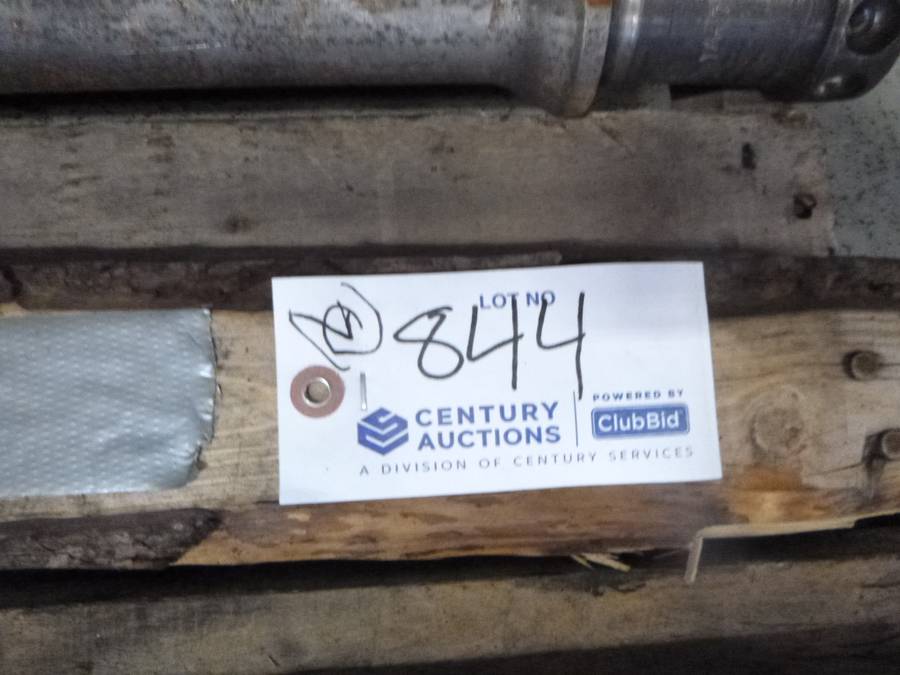 LOT NO
844
CENTURY
AUCTIONS
POWERED BY
ClubBid
A DIVISION OF CENTURY SERVICES